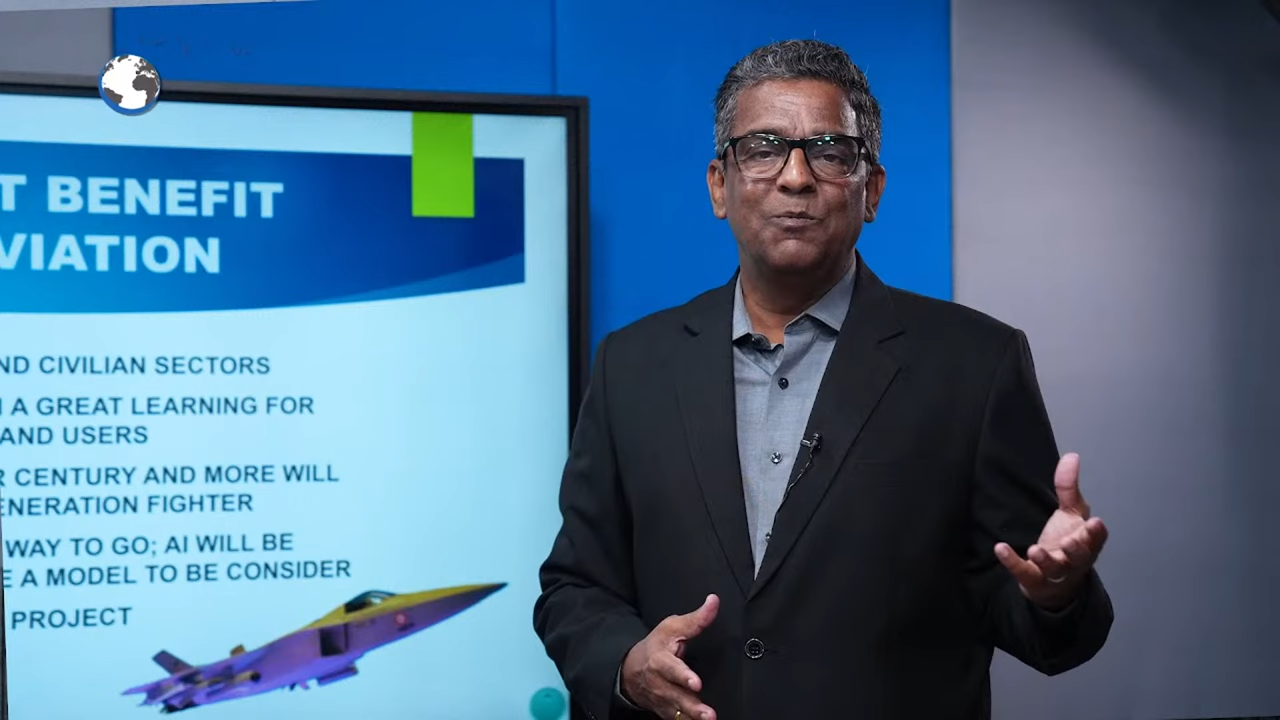 T BENEFIT
VIATION
ND CIVILIAN SECTORS
A GREAT LEARNING FOR
AND USERS
R CENTURY AND MORE WILL
ENERATION FIGHTER
WAY TO GO; AI WILL BE
E A MODEL TO BE CONSIDER
PROJECT